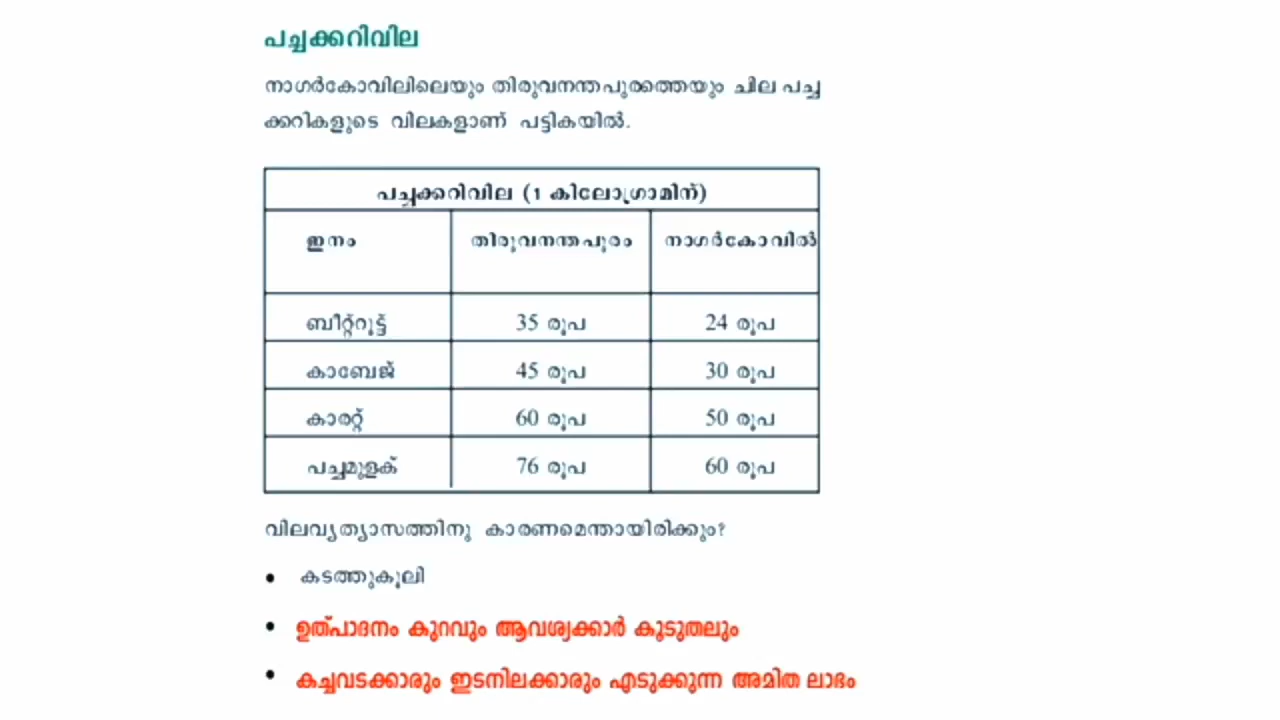 പച്ചക്കറിവില
നാഗർകോവിലിലെയും തിരുവനന്തപുരത്തെയും ചില പച്ച
ക്കറികളുടെ വിലകളാണ് പട്ടികയിൽ.
പച്ചക്കറിവില (1 കിലോഗ്രാമിന്)
ഇനം തിരുവനന്തപുരം നാഗർകോവിൽ
ബീറ്റ്റൂട്ട് 35 രൂപ 24 രൂപ
കാബേജ് 45 രൂപ 30 രൂപ
കാരറ്റ് 60 രൂപ 50 രൂപ
പച്ചമുളക് 76 രൂപ 60 രൂപ
വിലവ്യത്യാസത്തിനു കാരണമെന്തായിരിക്കും?
• കടത്തുകൂലി
• ഉത്പാദനം കുറവും ആവശ്യക്കാർ കൂടുതലും
• കച്ചവടക്കാരും ഇടനിലക്കാരും എടുക്കുന്ന അമിത ലാഭം